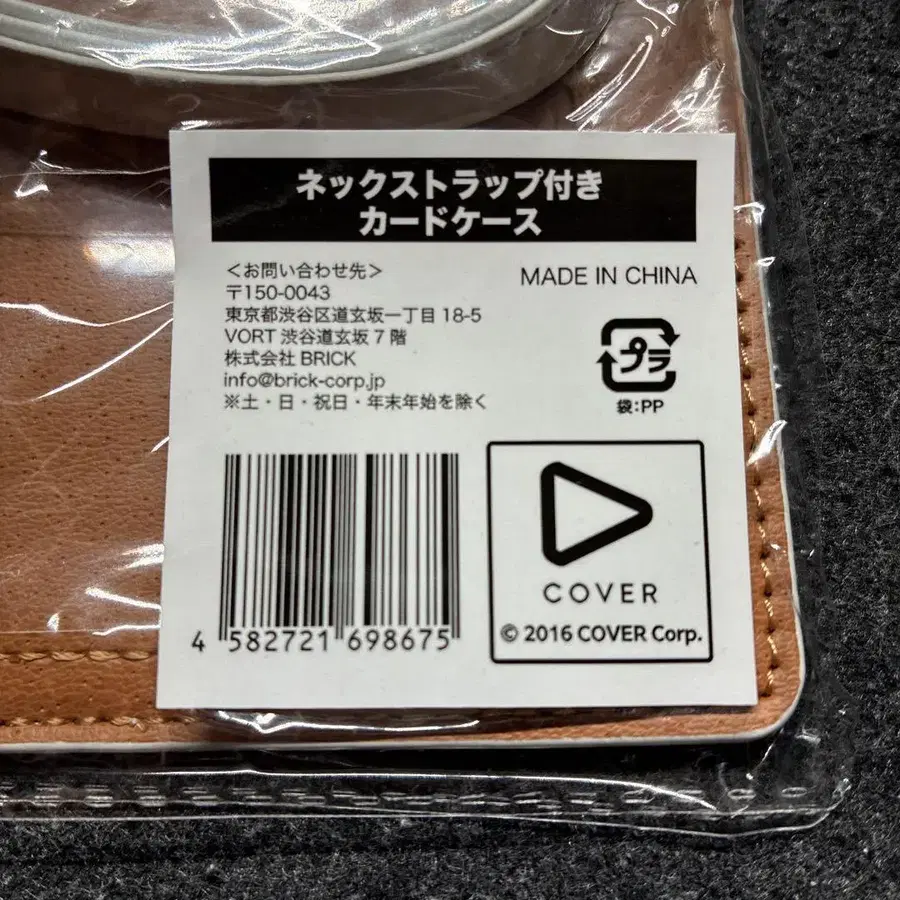 ネックストラップ付き
カードケース
＜お問い合わせ先＞
〒150-0043
東京都渋谷区道玄坂一丁目 18-5
VORT 渋谷道玄坂 7 階
株式会社 BRICK
info@brick-corp.jp
※土・日・祝日・年末年始を除く
MADE IN CHINA
プラ
袋:PP
4 582721 698675
COVER
© 2016 COVER Corp.